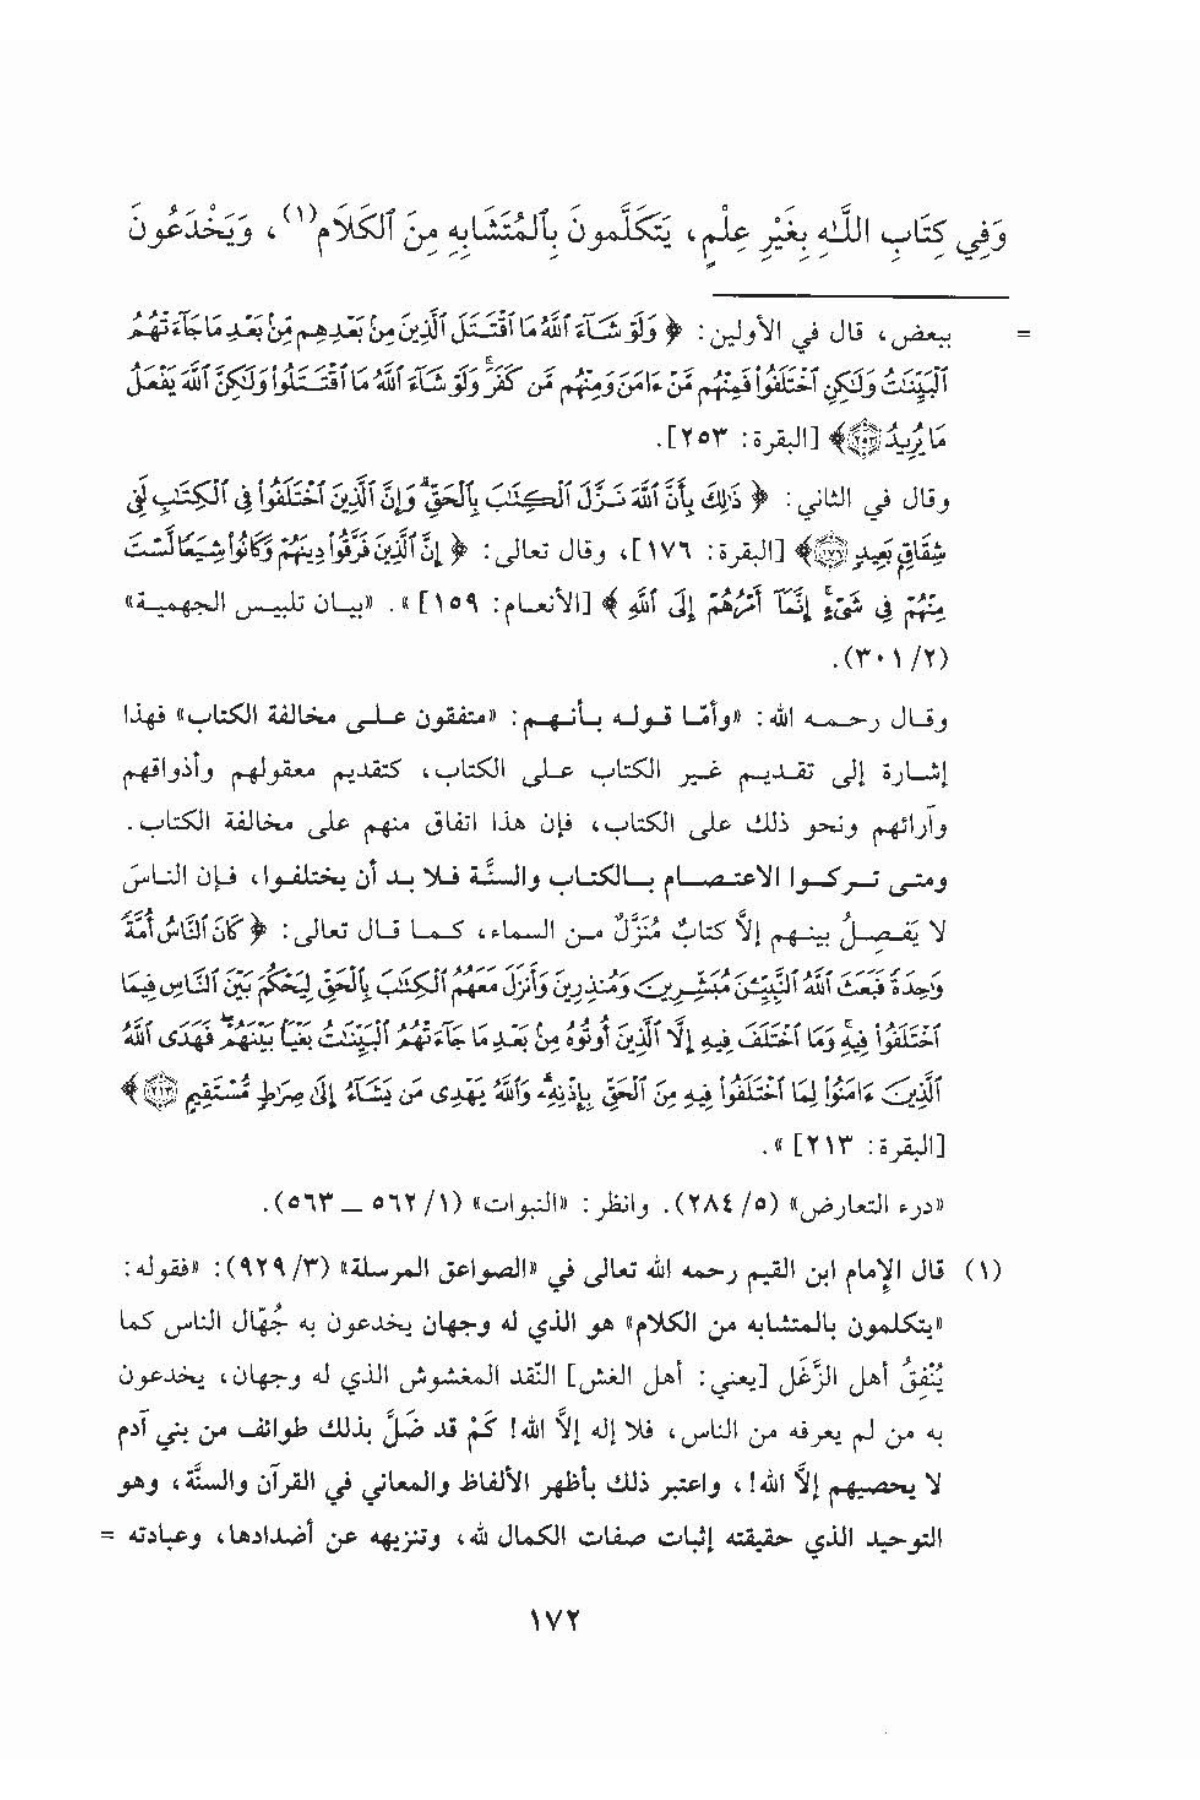 وَفِي كِتَابِ اللَّهِ بِغَيْرِ عِلْمٍ، يَتَكَلَّمونَ بِٱلمُتَشَابِهِ مِنَ ٱلكَلَام(١)، وَيَخْدَعُونَ
= ببعض، قال في الأولين: ﴿ وَلَوْ شَآءَ ٱللَّهُ مَا ٱقْتَتَلَ ٱلَّذِينَ مِنۢ بَعْدِهِم مِّنۢ بَعْدِ مَا جَآءَتْهُمُ
ٱلْبَيِّنَٰتُ وَلَٰكِنِ ٱخْتَلَفُوا۟ فَمِنْهُم مَّنْ ءَامَنَ وَمِنْهُم مَّن كَفَرَ ۚ وَلَوْ شَآءَ ٱللَّهُ مَا ٱقْتَتَلُوا۟ وَلَٰكِنَّ ٱللَّهَ يَفْعَلُ
مَا يُرِيدُ ٢٥٣﴾ [البقرة: ٢٥٣].
وقال في الثاني: ﴿ ذَٰلِكَ بِأَنَّ ٱللَّهَ نَزَّلَ ٱلْكِتَٰبَ بِٱلْحَقِّ ۗ وَإِنَّ ٱلَّذِينَ ٱخْتَلَفُوا۟ فِى ٱلْكِتَٰبِ لَفِى
شِقَاقٍۭ بَعِيدٍ ١٧٦﴾ [البقرة: ١٧٦]، وقال تعالى: ﴿ إِنَّ ٱلَّذِينَ فَرَّقُوا۟ دِينَهُمْ وَكَانُوا۟ شِيَعًا لَّسْتَ
مِنْهُمْ فِى شَىْءٍ ۚ إِنَّمَآ أَمْرُهُمْ إِلَى ٱللَّهِ ﴾ [الأنعام: ١٥٩]». «بيان تلبيس الجهمية»
(٢/ ٣٠١).
وقال رحمه الله: «وأمّا قوله بأنهم: «متفقون على مخالفة الكتاب» فهذا
إشارة إلى تقديم غير الكتاب على الكتاب، كتقديم معقولهم وأذواقهم
وآرائهم ونحو ذلك على الكتاب، فإن هذا اتفاق منهم على مخالفة الكتاب.
ومتى تركوا الاعتصام بالكتاب والسنَّة فلا بد أن يختلفوا، فإن الناسَ
لا يَفصِلُ بينهم إلاَّ كتابٌ مُنَزَّلٌ من السماء، كما قال تعالى: ﴿ كَانَ ٱلنَّاسُ أُمَّةً
وَٰحِدَةً فَبَعَثَ ٱللَّهُ ٱلنَّبِيِّـۧنَ مُبَشِّرِينَ وَمُنذِرِينَ وَأَنزَلَ مَعَهُمُ ٱلْكِتَٰبَ بِٱلْحَقِّ لِيَحْكُمَ بَيْنَ ٱلنَّاسِ فِيمَا
ٱخْتَلَفُوا۟ فِيهِ ۚ وَمَا ٱخْتَلَفَ فِيهِ إِلَّا ٱلَّذِينَ أُوتُوهُ مِنۢ بَعْدِ مَا جَآءَتْهُمُ ٱلْبَيِّنَٰتُ بَغْيًۢا بَيْنَهُمْ ۖ فَهَدَى ٱللَّهُ
ٱلَّذِينَ ءَامَنُوا۟ لِمَا ٱخْتَلَفُوا۟ فِيهِ مِنَ ٱلْحَقِّ بِإِذْنِهِۦ ۗ وَٱللَّهُ يَهْدِى مَن يَشَآءُ إِلَىٰ صِرَٰطٍ مُّسْتَقِيمٍ ٢١٣﴾
[البقرة: ٢١٣]».
«درء التعارض» (٥/ ٢٨٤). وانظر: «النبوات» (١/ ٥٦٢ ــ ٥٦٣).
(١) قال الإمام ابن القيم رحمه الله تعالى في «الصواعق المرسلة» (٣/ ٩٢٩): «فقوله:
«يتكلمون بالمتشابه من الكلام» هو الذي له وجهان يخدعون به جُهّال الناس كما
يُنْفِقُ أهل الزَّغَل [يعني: أهل الغش] النّقد المغشوش الذي له وجهان، يخدعون
به من لم يعرفه من الناس، فلا إله إلاَّ الله! كَمْ قد ضَلَّ بذلك طوائف من بني آدم
لا يحصيهم إلاَّ الله!، واعتبر ذلك بأظهر الألفاظ والمعاني في القرآن والسنَّة، وهو
التوحيد الذي حقيقته إثبات صفات الكمال لله، وتنزيهه عن أضدادها، وعبادته =
١٧٢